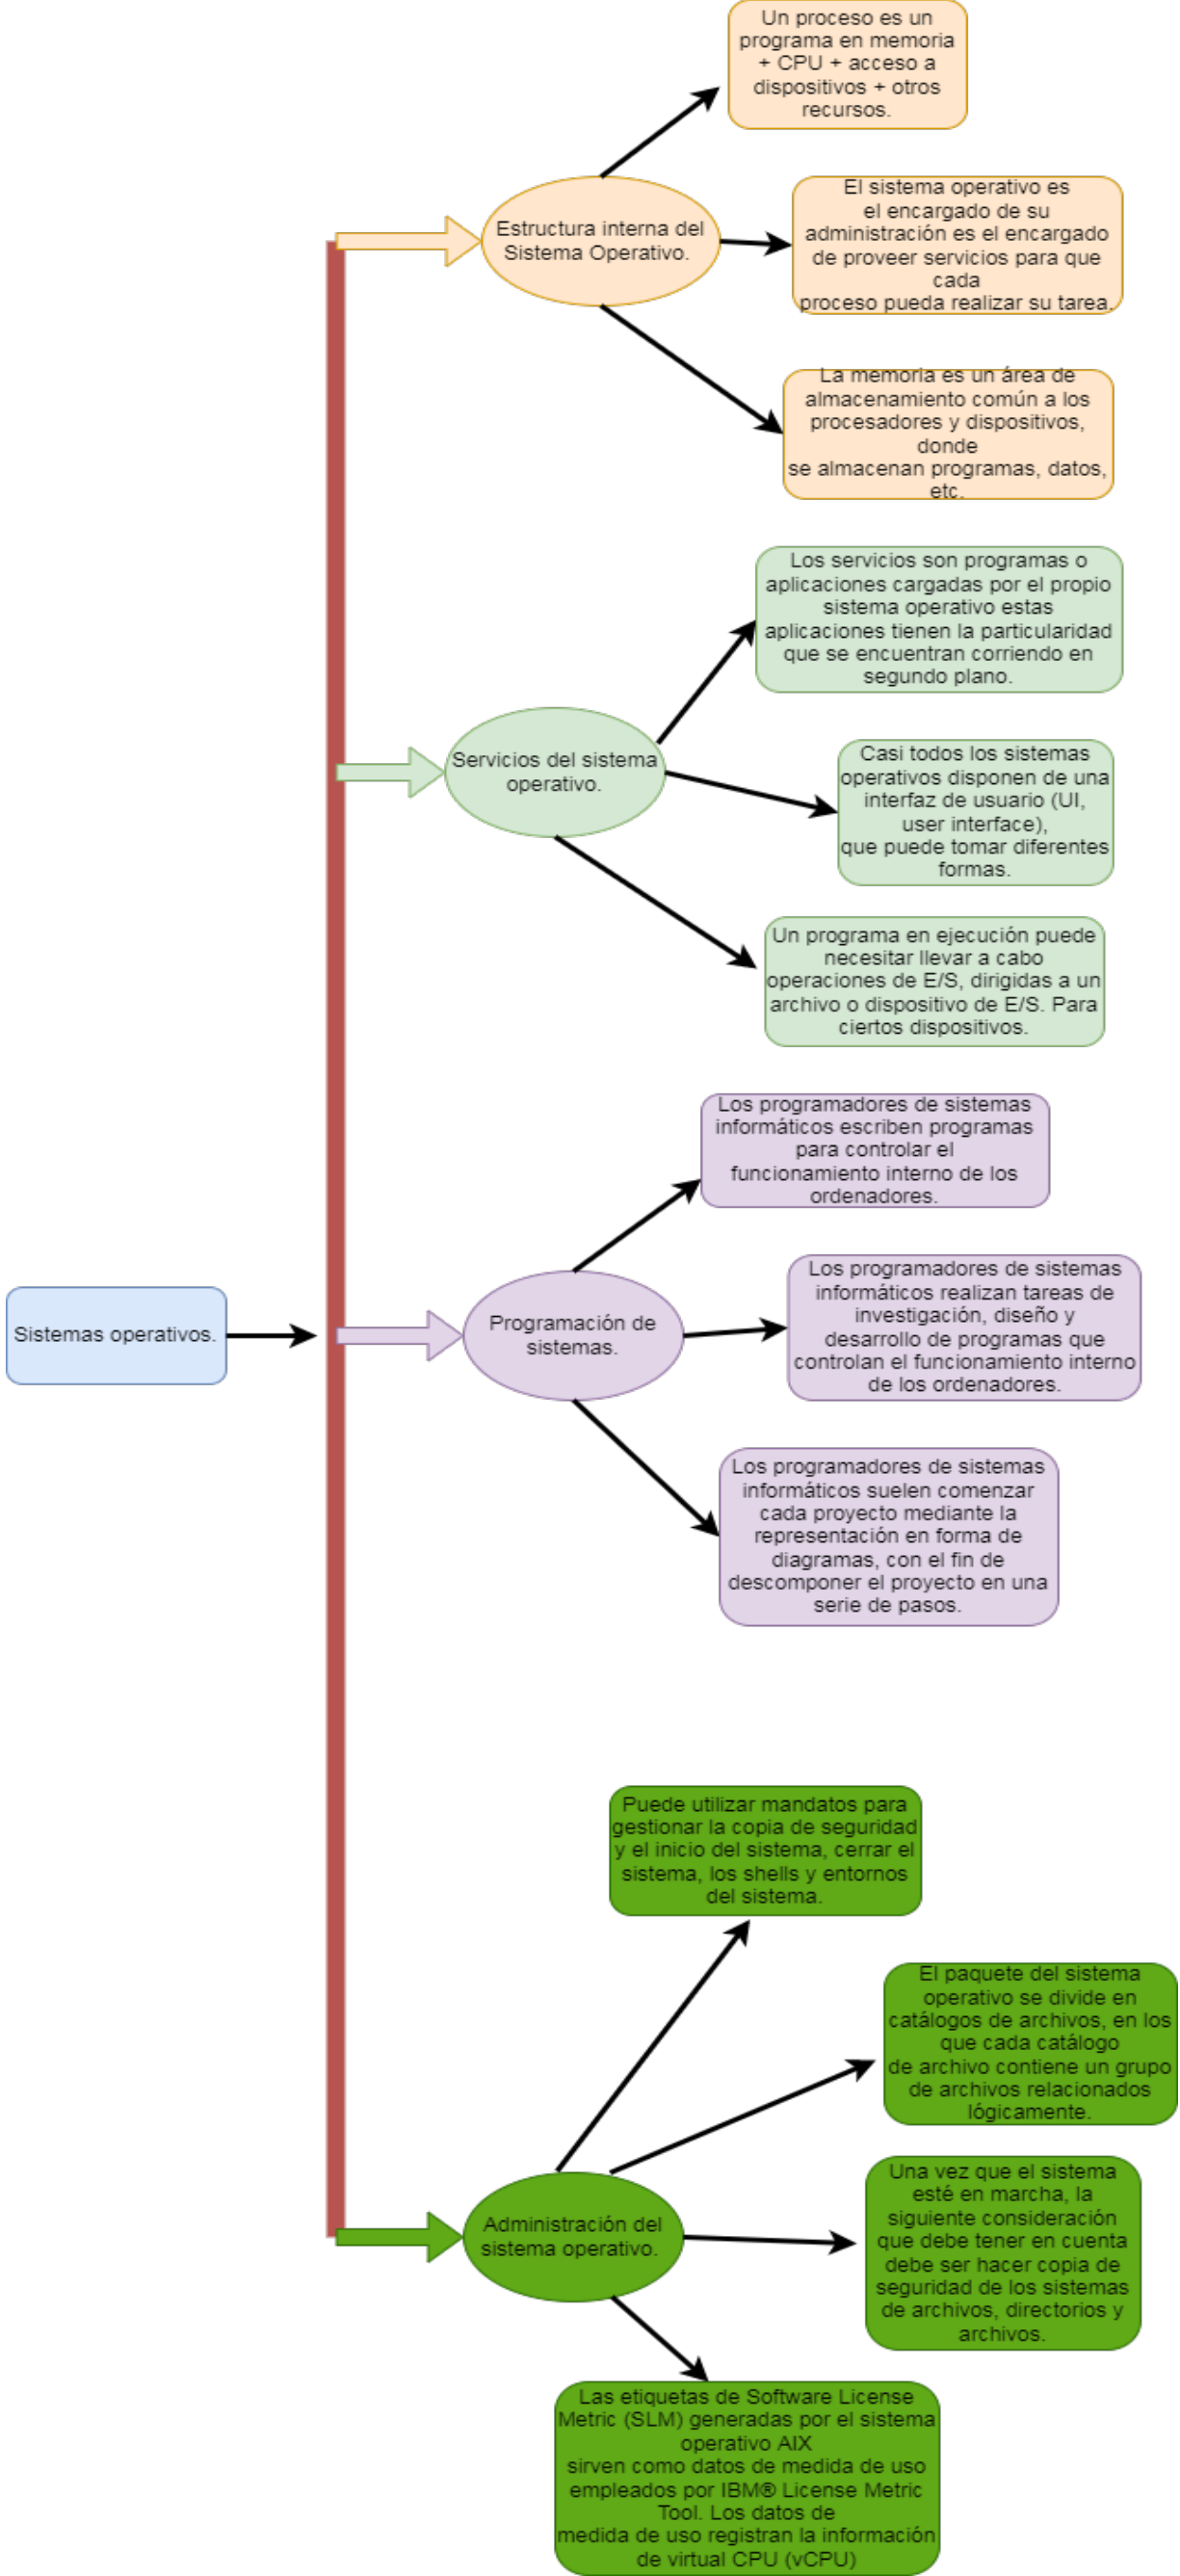 Un proceso es un
programa en memoria
+ CPU + acceso a
dispositivos + otros
recursos.
Estructura interna del
Sistema Operativo.
El sistema operativo es
el encargado de su
administración es el encargado
de proveer servicios para que
cada
proceso pueda realizar su tarea.
La memoria es un área de
almacenamiento común a los
procesadores y dispositivos,
donde
se almacenan programas, datos,
etc.
Los servicios son programas o
aplicaciones cargadas por el propio
sistema operativo estas
aplicaciones tienen la particularidad
que se encuentran corriendo en
segundo plano.
Servicios del sistema
operativo.
Casi todos los sistemas
operativos disponen de una
interfaz de usuario (UI,
user interface),
que puede tomar diferentes
formas.
Un programa en ejecución puede
necesitar llevar a cabo
operaciones de E/S, dirigidas a un
archivo o dispositivo de E/S. Para
ciertos dispositivos.
Los programadores de sistemas
informáticos escriben programas
para controlar el
funcionamiento interno de los
ordenadores.
Sistemas operativos.
Programación de
sistemas.
Los programadores de sistemas
informáticos realizan tareas de
investigación, diseño y
desarrollo de programas que
controlan el funcionamiento interno
de los ordenadores.
Los programadores de sistemas
informáticos suelen comenzar
cada proyecto mediante la
representación en forma de
diagramas, con el fin de
descomponer el proyecto en una
serie de pasos.
Puede utilizar mandatos para
gestionar la copia de seguridad
y el inicio del sistema, cerrar el
sistema, los shells y entornos
del sistema.
El paquete del sistema
operativo se divide en
catálogos de archivos, en los
que cada catálogo
de archivo contiene un grupo
de archivos relacionados
lógicamente.
Administración del
sistema operativo.
Una vez que el sistema
esté en marcha, la
siguiente consideración
que debe tener en cuenta
debe ser hacer copia de
seguridad de los sistemas
de archivos, directorios y
archivos.
Las etiquetas de Software License
Metric (SLM) generadas por el sistema
operativo AIX
sirven como datos de medida de uso
empleados por IBM® License Metric
Tool. Los datos de
medida de uso registran la información
de virtual CPU (vCPU)